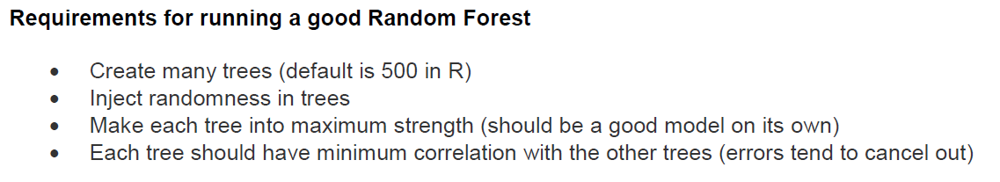 Requirements for running a good Random Forest
• Create many trees (default is 500 in R)
• Inject randomness in trees
• Make each tree into maximum strength (should be a good model on its own)
• Each tree should have minimum correlation with the other trees (errors tend to cancel out)